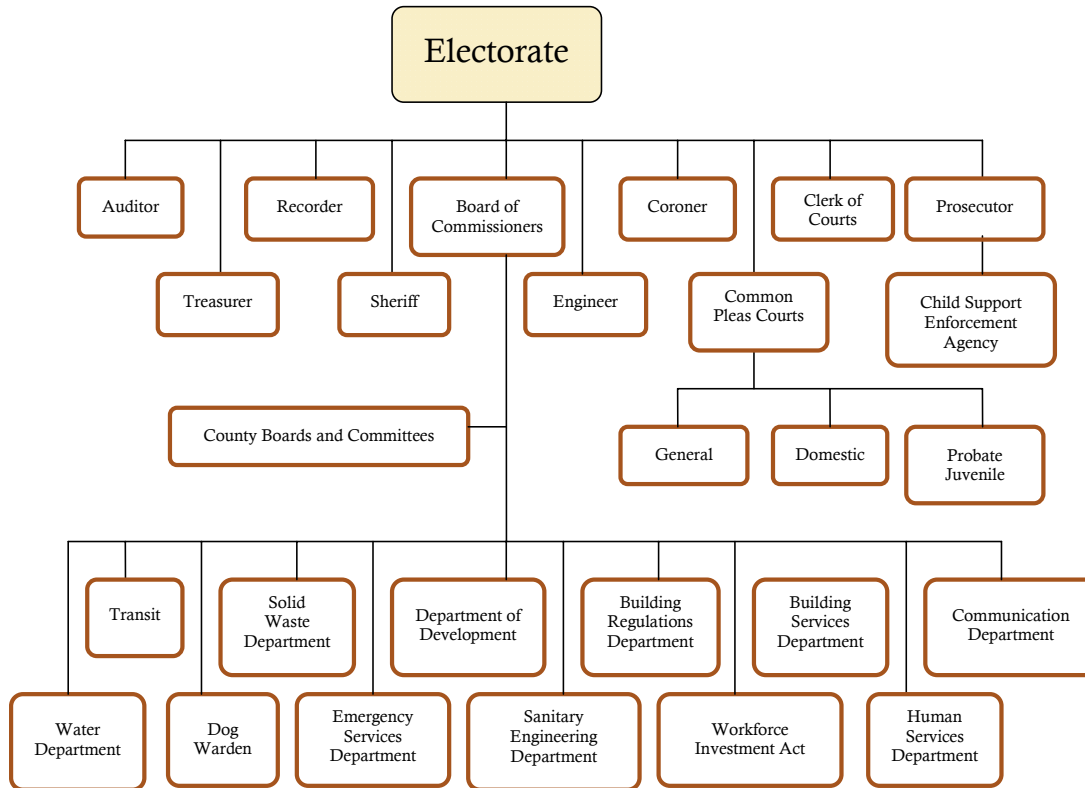 Electorate
Auditor
Recorder
Board of
Commissioners
Coroner
Clerk of
Courts
Prosecutor
Treasurer
Sheriff
Engineer
Common
Pleas Courts
Child Support
Enforcement
Agency
County Boards and Committees
General
Domestic
Probate
Juvenile
Transit
Solid
Waste
Department
Department of
Development
Building
Regulations
Department
Building
Services
Department
Communication
Department
Water
Department
Dog
Warden
Emergency
Services
Department
Sanitary
Engineering
Department
Workforce
Investment Act
Human
Services
Department